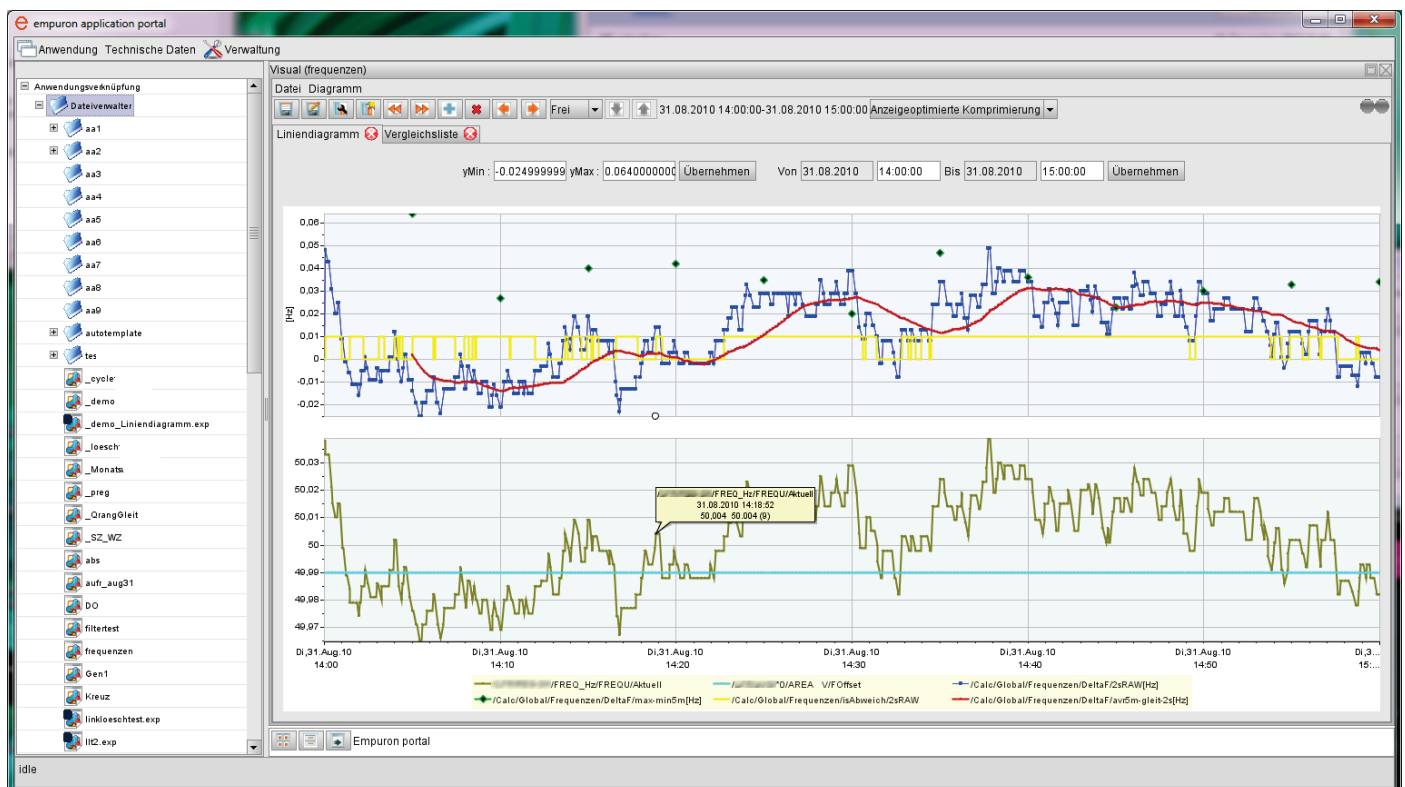 empuron application portal
Anwendung Technische Daten Verwaltung
Anwendungsverknüpfung
Dateiverwalter
aa1
aa2
aa3
aa4
aa5
aa6
aa7
aa8
aa9
autotemplate
tes
_cycle
_demo
_demo_Liniendiagramm.exp
_loesch
_Monats
_preg
_QrangGleit
_SZ_WZ
abs
aufr_aug31
DO
filtertest
frequenzen
Gen1
Kreuz
linkloeschtest.exp
llt2.exp
Visual (frequenzen)
Datei Diagramm
Frei 31.08.2010 14:00:00-31.08.2010 15:00:00 Anzeigeoptimierte Komprimierung
Liniendiagramm Vergleichsliste
yMin : -0.024999999 yMax : 0.0640000000 Übernehmen Von 31.08.2010 14:00:00 Bis 31.08.2010 15:00:00 Übernehmen
0,06
0,05
0,04
0,03
0,02
0,01
0
-0,01
-0,02
[Hz]
50,03
50,02
50,01
50
49,99
49,98
49,97
/FREQ_Hz/FREQU/Aktuell
31.08.2010 14:18:52
50,004 50.004 (9)
Di,31.Aug.10 Di,31.Aug.10 Di,31.Aug.10 Di,31.Aug.10 Di,31.Aug.10 Di,31.Aug.10 Di,3...
14:00 14:10 14:20 14:30 14:40 14:50 15:...
/FREQ_Hz/FREQU/Aktuell /AREA V/FOffset /Calc/Global/Frequenzen/DeltaF/2sRAW[Hz]
/Calc/Global/Frequenzen/DeltaF/max-min5m[Hz] /Calc/Global/Frequenzen/isAbweich/2sRAW /Calc/Global/Frequenzen/DeltaF/avr5m-gleit-2s[Hz]
Empuron portal
idle